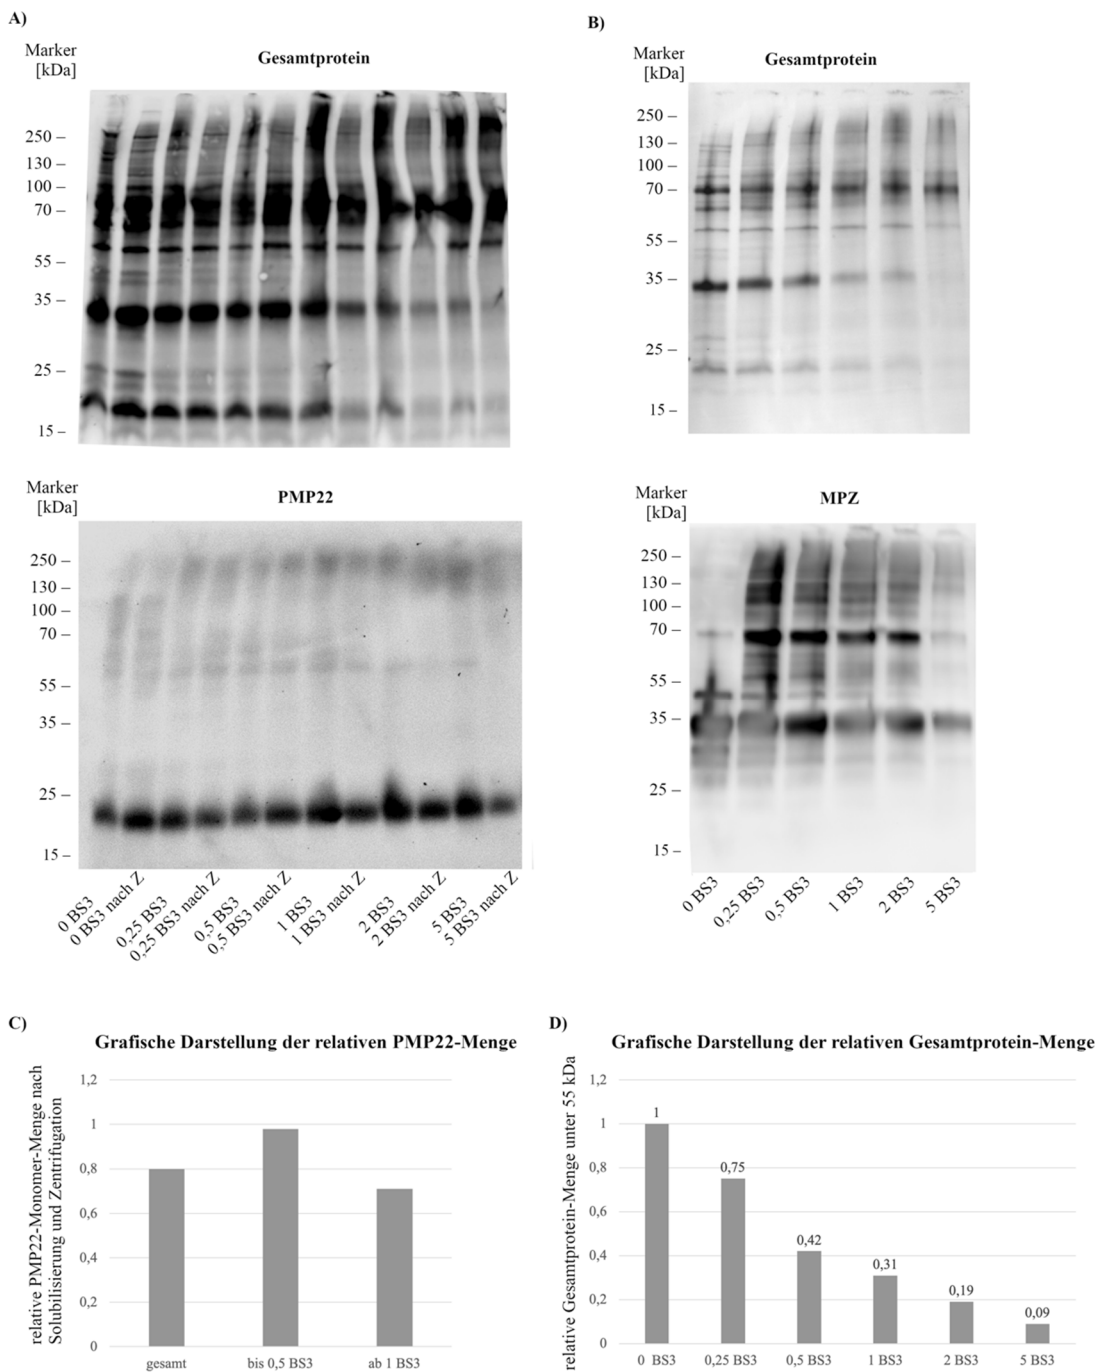 A)
Marker
[kDa]
Gesamtprotein
250 –
130 –
100 –
70 –
55 –
35 –
25 –
15 –
B)
Marker
[kDa]
Gesamtprotein
250 –
130 –
100 –
70 –
55 –
35 –
25 –
15 –
Marker
[kDa]
PMP22
250 –
130 –
100 –
70 –
55 –
35 –
25 –
15 –
0 BS3
0 BS3 nach Z
0,25 BS3
0,25 BS3 nach Z
0,5 BS3
0,5 BS3 nach Z
1 BS3
1 BS3 nach Z
2 BS3
2 BS3 nach Z
5 BS3
5 BS3 nach Z
Marker
[kDa]
MPZ
250 –
130 –
100 –
70 –
55 –
35 –
25 –
15 –
0 BS3
0,25 BS3
0,5 BS3
1 BS3
2 BS3
5 BS3
C)
Grafische Darstellung der relativen PMP22-Menge
relative PMP22-Monomer-Menge nach
Solubilisierung und Zentrifugation
1,2
1
0,8
0,6
0,4
0,2
0
gesamt
bis 0,5 BS3
ab 1 BS3
D)
Grafische Darstellung der relativen Gesamtprotein-Menge
relative Gesamtprotein-Menge unter 55 kDa
1,2
1
0,8
0,6
0,4
0,2
0
1
0,75
0,42
0,31
0,19
0,09
0 BS3
0,25 BS3
0,5 BS3
1 BS3
2 BS3
5 BS3